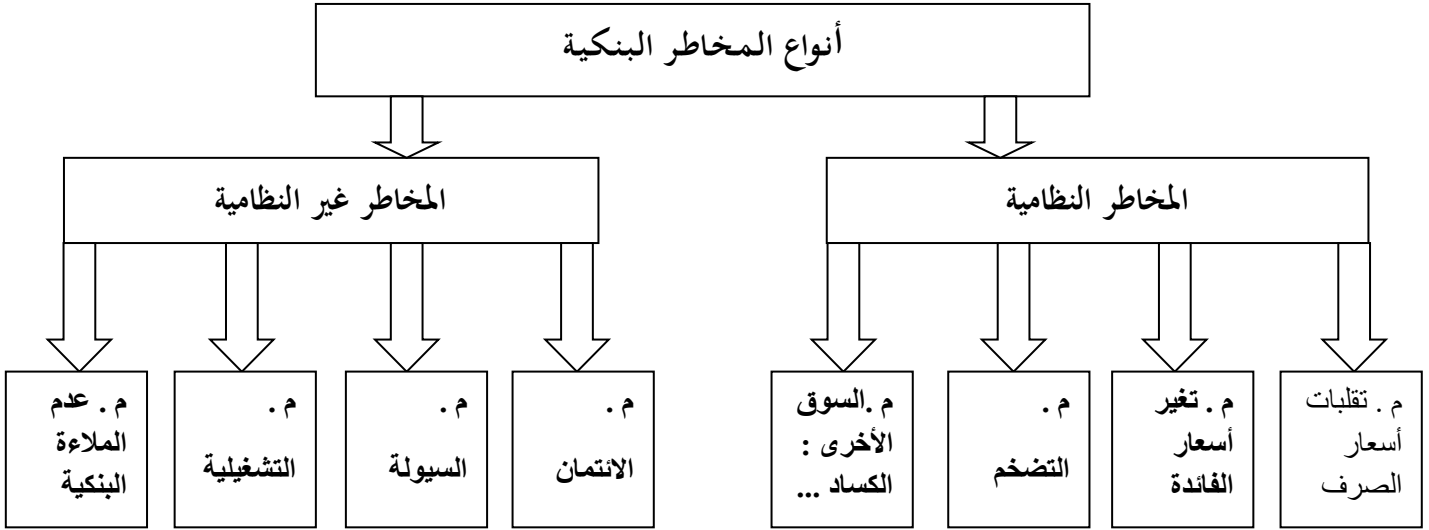 أنواع المخاطر البنكية
المخاطر النظامية
المخاطر غير النظامية
م . تقلبات
أسعار
الصرف
م . تغير
أسعار
الفائدة
م .
التضخم
م .السوق
الأخرى :
الكساد ...
م .
الائتمان
م .
السيولة
م .
التشغيلية
م . عدم
الملاءة
البنكية